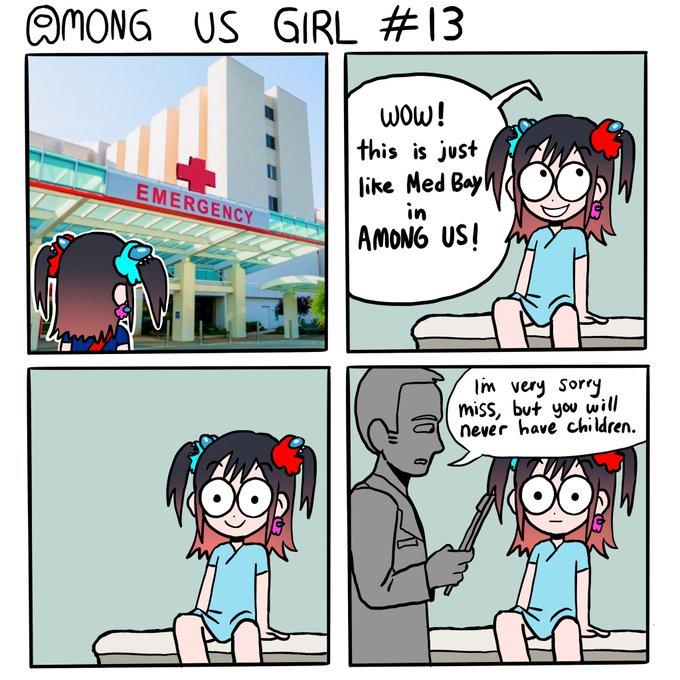 AMONG US GIRL #13
EMERGENCY
WOW!
this is just
like Med Bay
in
AMONG US!
I'm very sorry
miss, but you will
never have children.